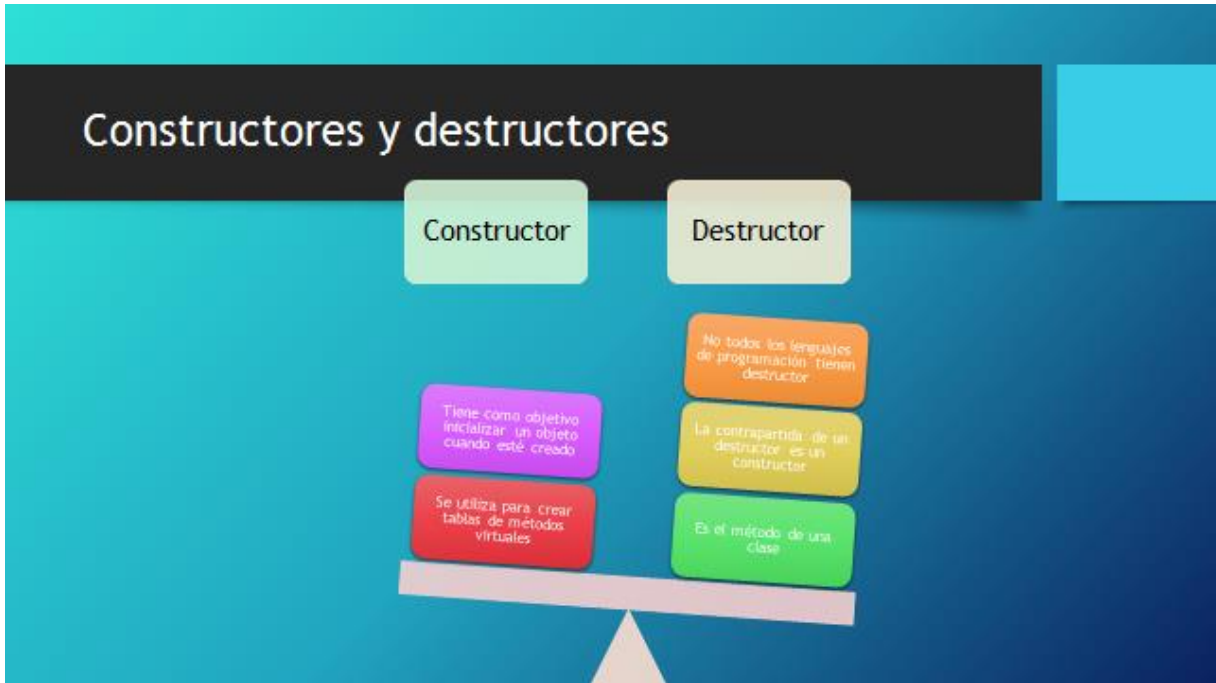 Constructores y destructores
Constructor
Tiene como objetivo
inicializar un objeto
cuando esté creado
Se utiliza para crear
tablas de métodos
virtuales
Destructor
No todos los lenguajes
de programación tienen
destructor
La contrapartida de un
destructor es un
constructor
Es el método de una
clase